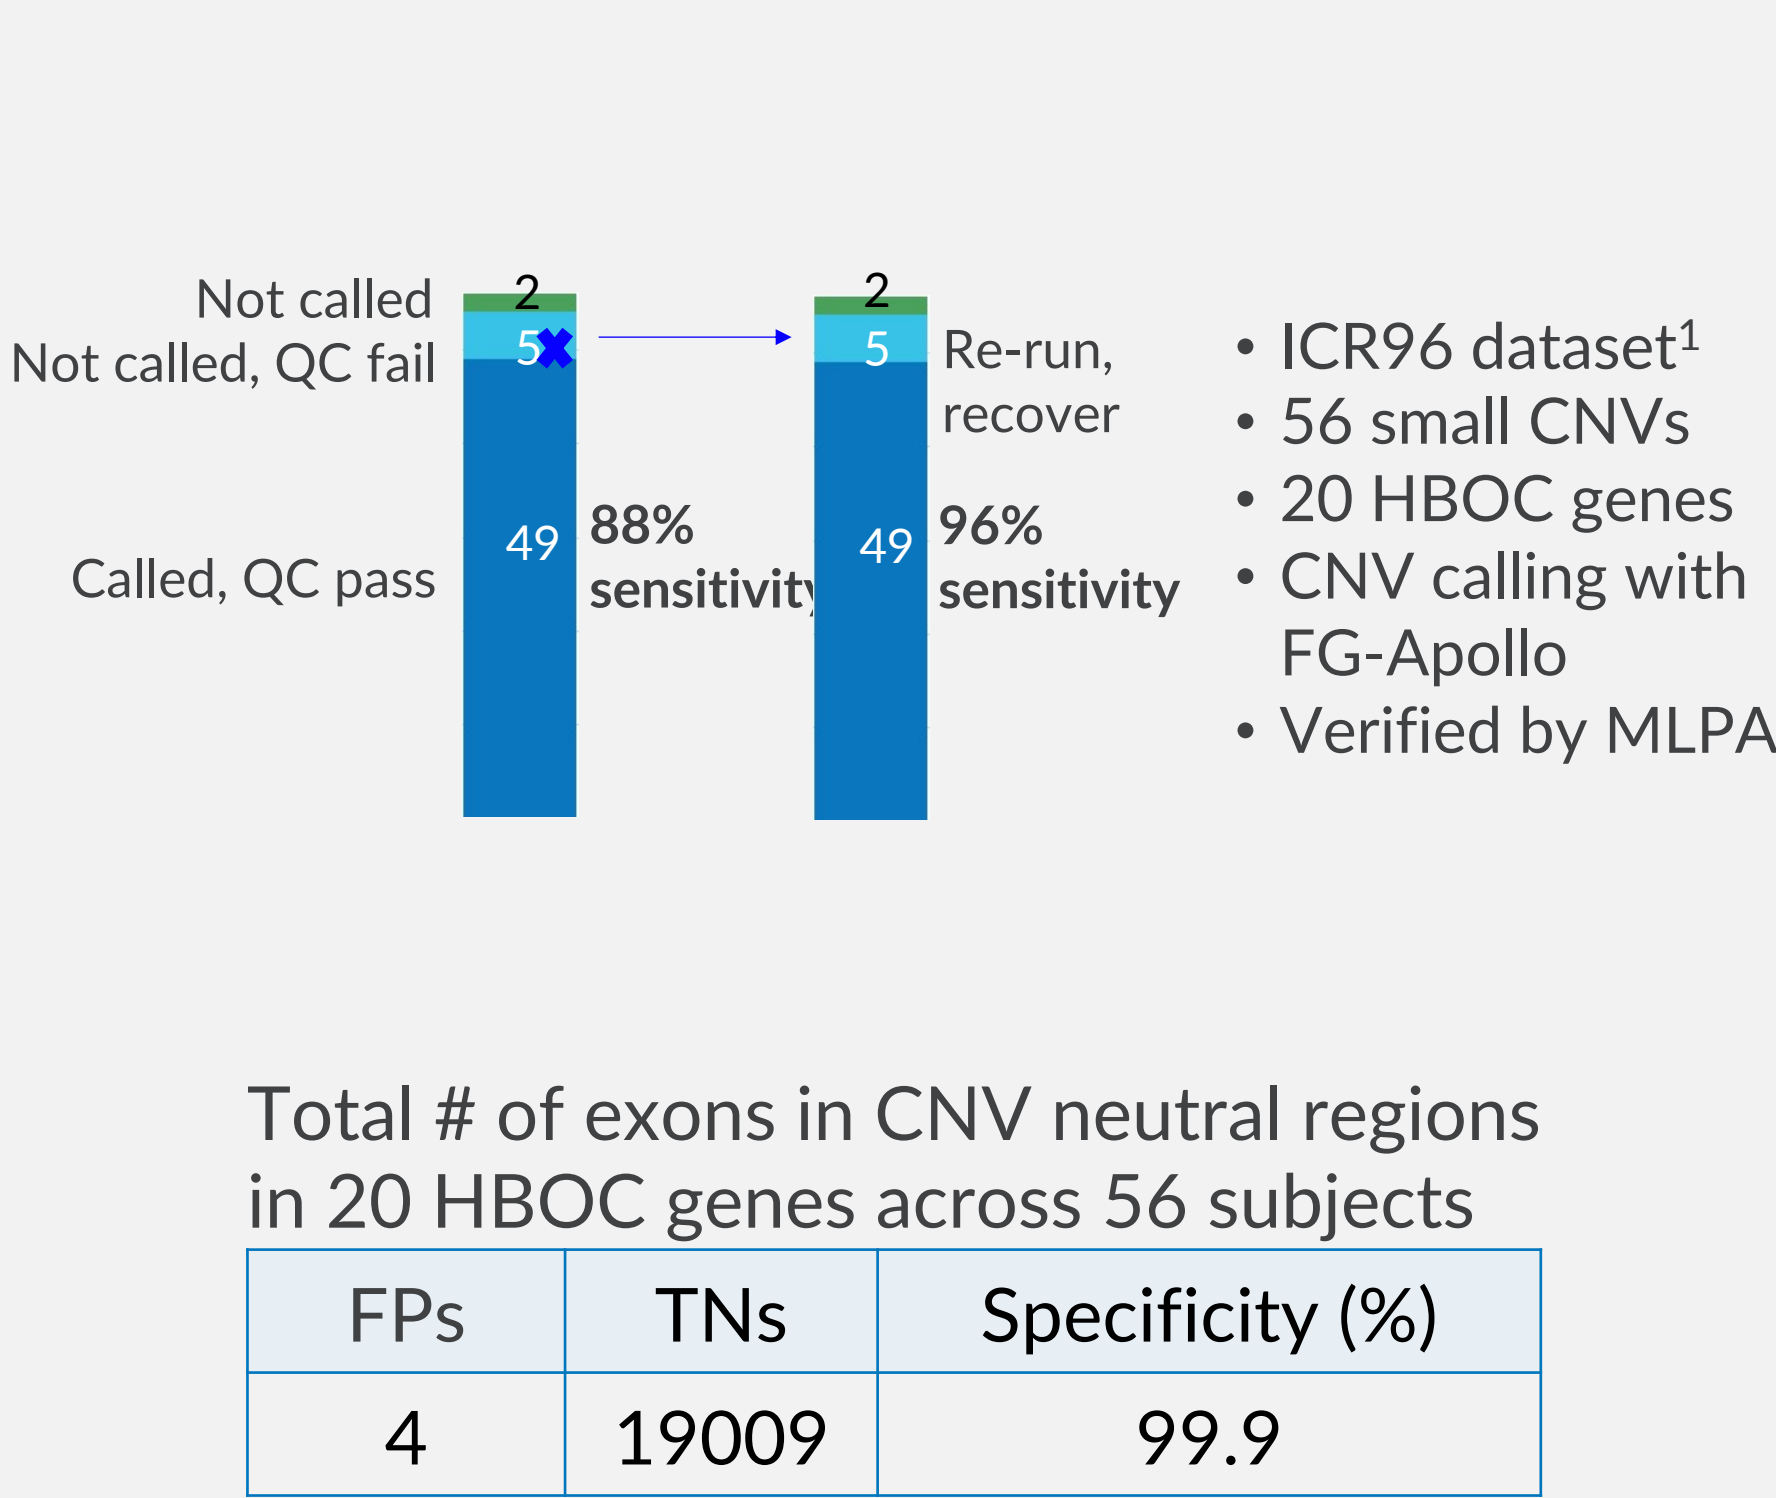 Not called
Not called, QC fail
Called, QC pass
2
5
49
88%
sensitivity
2
5
49
Re-run,
recover
96%
sensitivity
• ICR96 dataset¹
• 56 small CNVs
• 20 HBOC genes
• CNV calling with
FG-Apollo
• Verified by MLPA
Total # of exons in CNV neutral regions
in 20 HBOC genes across 56 subjects
FPs TNs Specificity (%)
4 19009 99.9